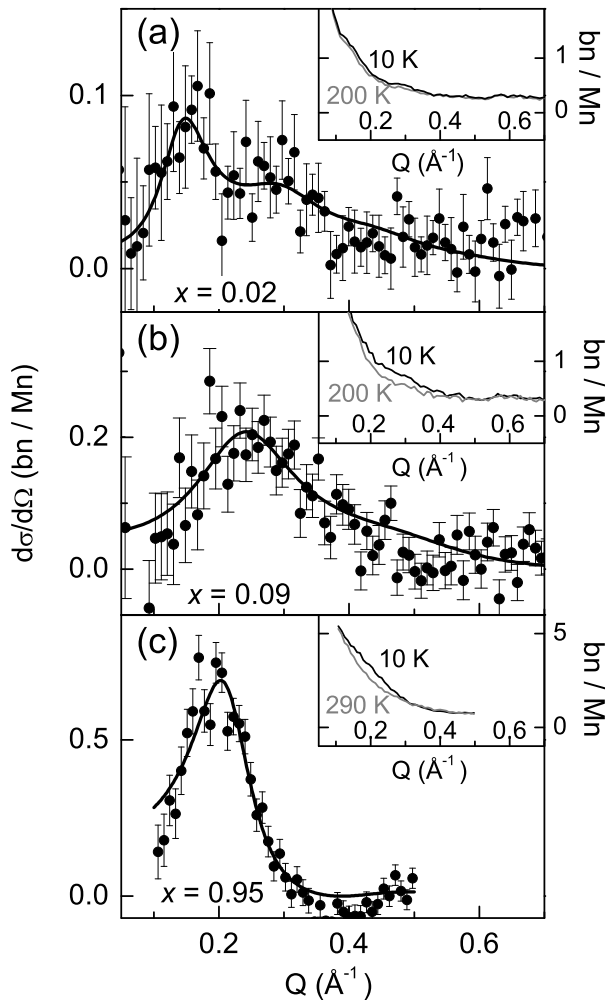 (a)
10 K
200 K
1
0
bn / Mn
0.2 0.4 0.6
Q (Å⁻¹)
0.1
0.0
x = 0.02
(b)
10 K
200 K
1
0
bn / Mn
0.2 0.4 0.6
Q (Å⁻¹)
dσ/dΩ (bn / Mn)
0.2
0.0
x = 0.09
(c)
10 K
290 K
5
0
bn / Mn
0.2 0.4 0.6
Q (Å⁻¹)
0.5
0.0
x = 0.95
0.2 0.4 0.6
Q (Å⁻¹)